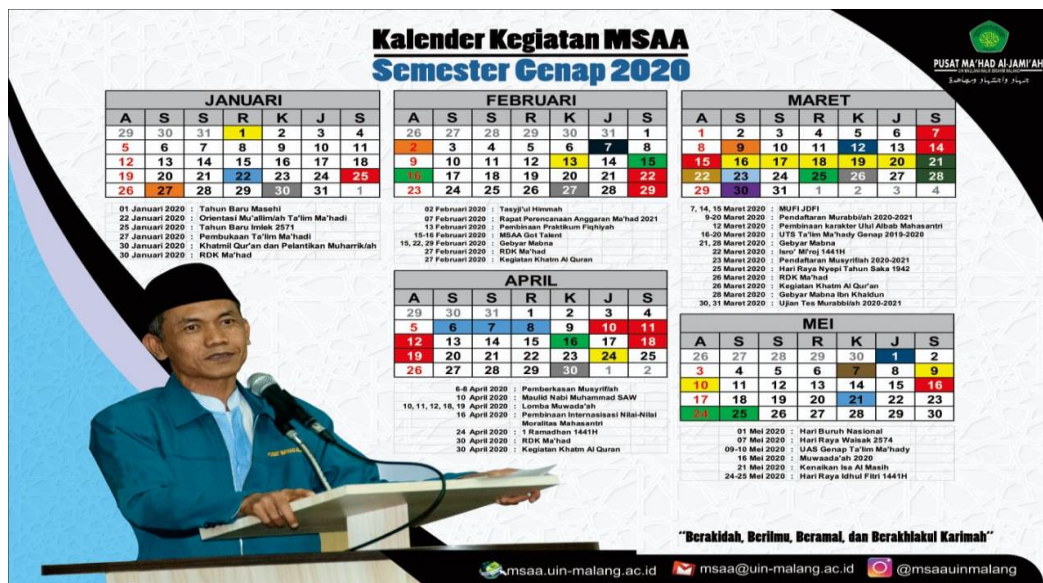 Kalender Kegiatan MSAA
Semester Genap 2020
PUSAT MA'HAD Al-JAMI'AH
JANUARI
A S S R K J S
29 30 31 1 2 3 4
5 6 7 8 9 10 11
12 13 14 15 16 17 18
19 20 21 22 23 24 25
26 27 28 29 30 31 1
01 Januari 2020 : Tahun Baru Masehi
22 Januari 2020 : Orientasi Mu'allim/ah Ta'lim Ma'hadi
25 Januari 2020 : Tahun Baru Imlek 2571
27 Januari 2020 : Pembukaan Ta'lim Ma'hadi
30 Januari 2020 : Khatmil Qur'an dan Pelantikan Muharrik/ah
30 Januari 2020 : RDK Ma'had
FEBRUARI
A S S R K J S
26 27 28 29 30 31 1
2 3 4 5 6 7 8
9 10 11 12 13 14 15
16 17 18 19 20 21 22
23 24 25 26 27 28 29
02 Februari 2020 : Tasyji'ul Himmah
07 Februari 2020 : Rapat Perencanaan Anggaran Ma'had 2021
13 Februari 2020 : Pembinaan Praktikum Fiqhiyah
15-16 Februari 2020 : MSAA Got Talent
15, 22, 29 Februari 2020 : Gebyar Mabna
27 Februari 2020 : RDK Ma'had
27 Februari 2020 : Kegiatan Khatm Al Quran
MARET
A S S R K J S
1 2 3 4 5 6 7
8 9 10 11 12 13 14
15 16 17 18 19 20 21
22 23 24 25 26 27 28
29 30 31 1 2 3 4
7, 14, 15 Maret 2020 : MUFI JDFI
9-20 Maret 2020 : Pendaftaran Murabbi/ah 2020-2021
12 Maret 2020 : Pembinaan karakter Ulul Albab Mahasantri
16-20 Maret 2020 : UTS Ta'lim Ma'hady Genap 2019-2020
21, 28 Maret 2020 : Gebyar Mabna
22 Maret 2020 : Isro' Mi'roj 1441H
23 Maret 2020 : Pendaftaran Musyrif/ah 2020-2021
25 Maret 2020 : Hari Raya Nyepi Tahun Saka 1942
26 Maret 2020 : RDK Ma'had
26 Maret 2020 : Kegiatan Khatm Al Qur'an
28 Maret 2020 : Gebyar Mabna Ibn Khaldun
30, 31 Maret 2020 : Ujian Tes Murabbi/ah 2020-2021
APRIL
A S S R K J S
29 30 31 1 2 3 4
5 6 7 8 9 10 11
12 13 14 15 16 17 18
19 20 21 22 23 24 25
26 27 28 29 30 1 2
6-8 April 2020 : Pemberkasan Musyrif/ah
10 April 2020 : Maulid Nabi Muhammad SAW
10, 11, 12, 18, 19 April 2020 : Lomba Muwada'ah
16 April 2020 : Pembinaan Internasisasi Nilai-Nilai
Moralitas Mahasantri
24 April 2020 : 1 Ramadhan 1441H
30 April 2020 : RDK Ma'had
30 April 2020 : Kegiatan Khatm Al Quran
MEI
A S S R K J S
26 27 28 29 30 1 2
3 4 5 6 7 8 9
10 11 12 13 14 15 16
17 18 19 20 21 22 23
24 25 26 27 28 29 30
01 Mei 2020 : Hari Buruh Nasional
07 Mei 2020 : Hari Raya Waisak 2574
09-10 Mei 2020 : UAS Genap Ta'lim Ma'hady
16 Mei 2020 : Muwaada'ah 2020
21 Mei 2020 : Kenaikan Isa Al Masih
24-25 Mei 2020 : Hari Raya Idhul Fitri 1441H
"Berakidah, Berilmu, Beramal, dan Berakhlakul Karimah"
msaa.uin-malang.ac.id
msaa@uin-malang.ac.id
@msaauinmalang